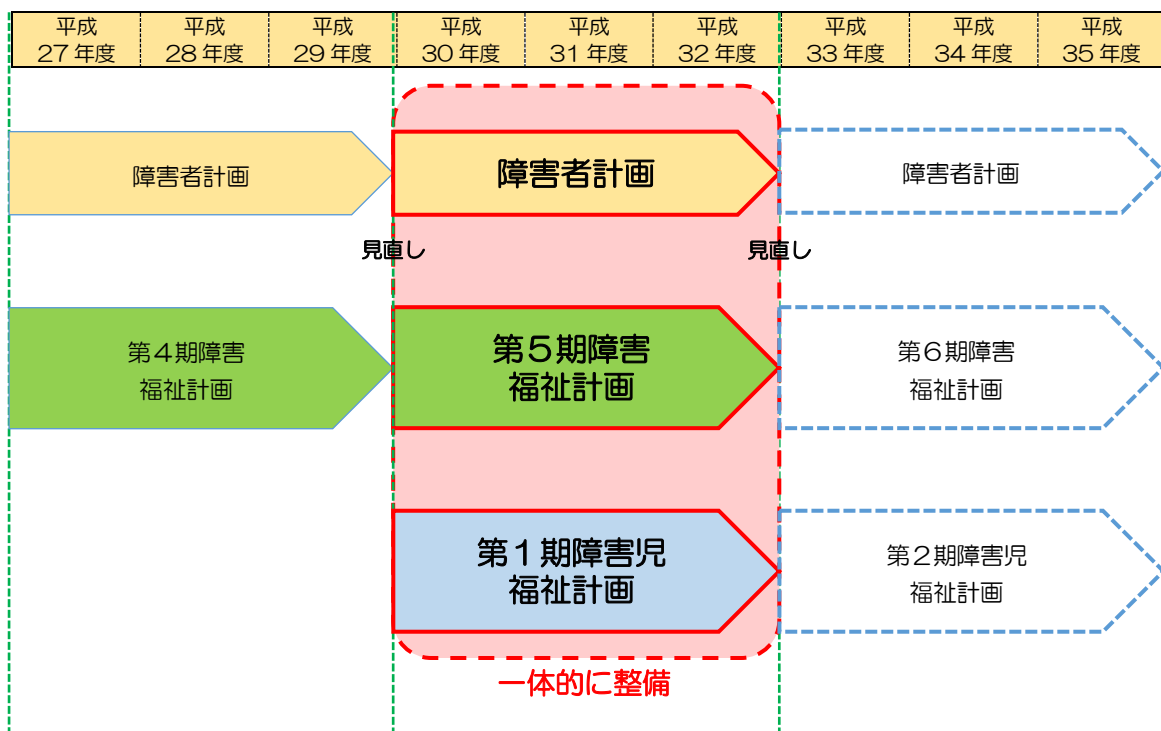 平成 平成 平成 平成 平成 平成 平成 平成 平成
27年度 28年度 29年度 30年度 31年度 32年度 33年度 34年度 35年度
障害者計画
障害者計画
障害者計画
見直し
見直し
第4期障害
福祉計画
第5期障害
福祉計画
第6期障害
福祉計画
第1期障害児
福祉計画
第2期障害児
福祉計画
一体的に整備